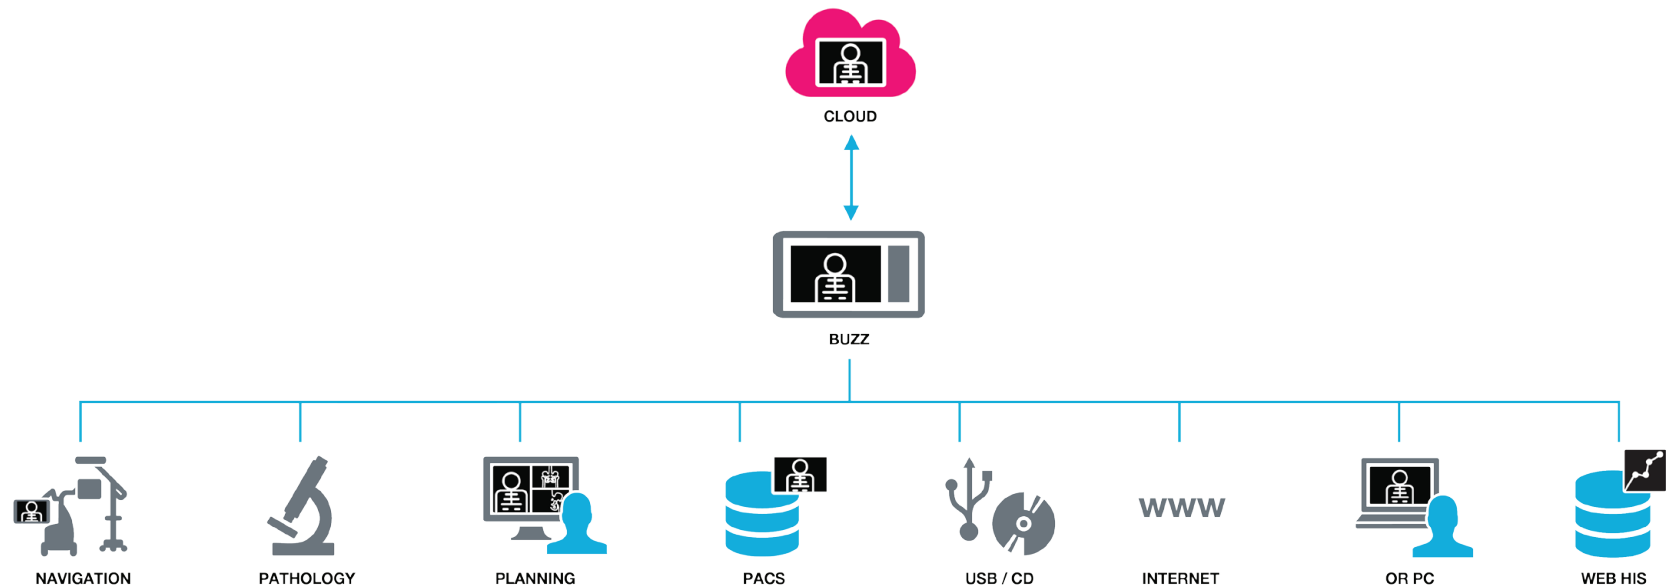 CLOUD
BUZZ
WWW
NAVIGATION
PATHOLOGY
PLANNING
PACS
USB / CD
INTERNET
OR PC
WEB HIS